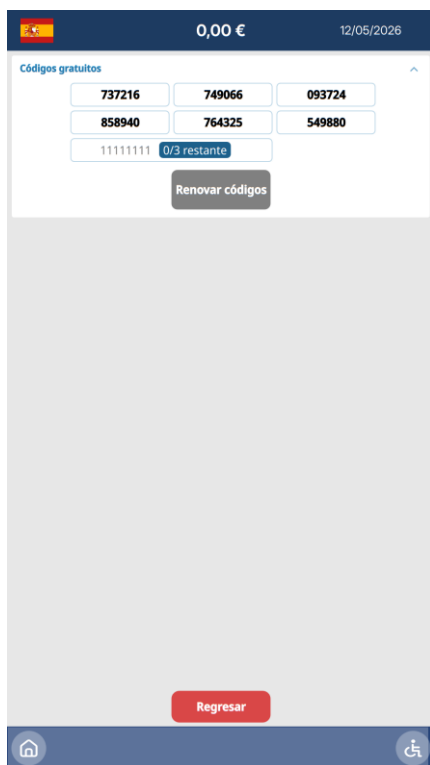 0,00 € 12/05/2026
Códigos gratuitos
737216 749066 093724
858940 764325 549880
11111111 0/3 restante
Renovar códigos
Regresar